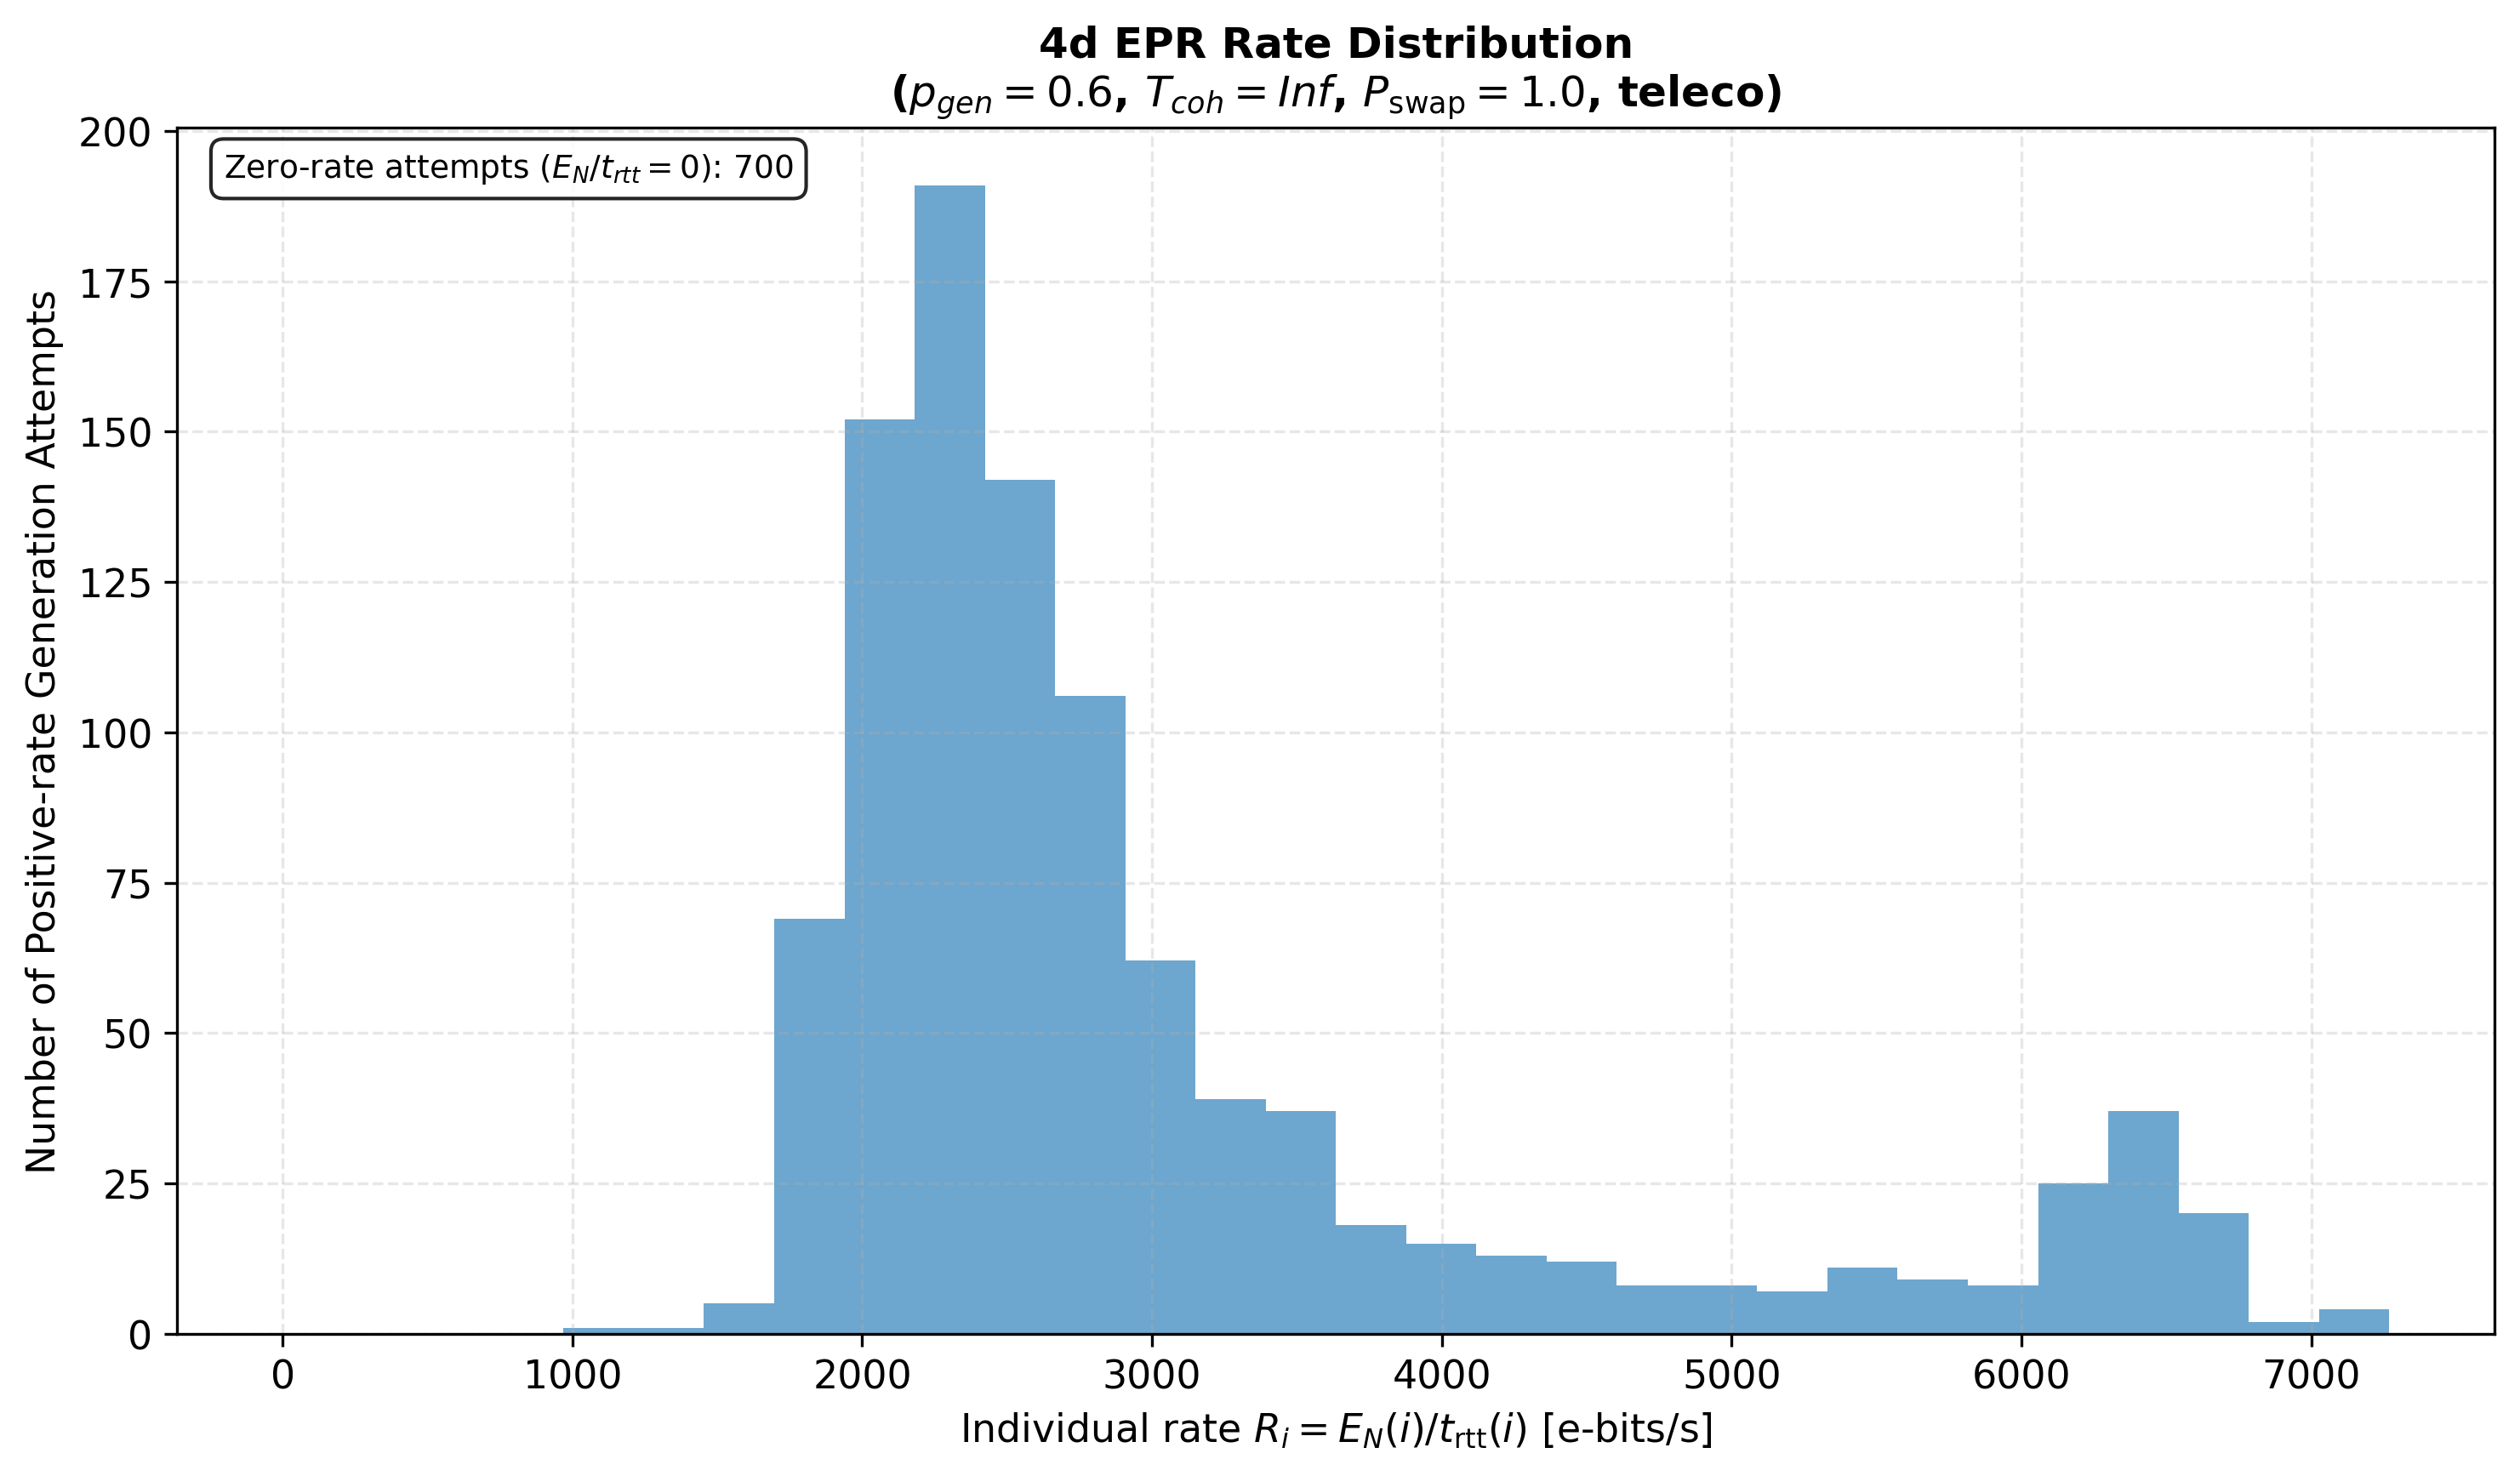 4d EPR Rate Distribution
(p_gen = 0.6, T_coh = Inf, P_swap = 1.0, teleco)
Zero-rate attempts (E_N/t_rtt = 0): 700
Number of Positive-rate Generation Attempts
200
175
150
125
100
75
50
25
0
0 1000 2000 3000 4000 5000 6000 7000
Individual rate R_i = E_N(i)/t_rtt(i) [e-bits/s]